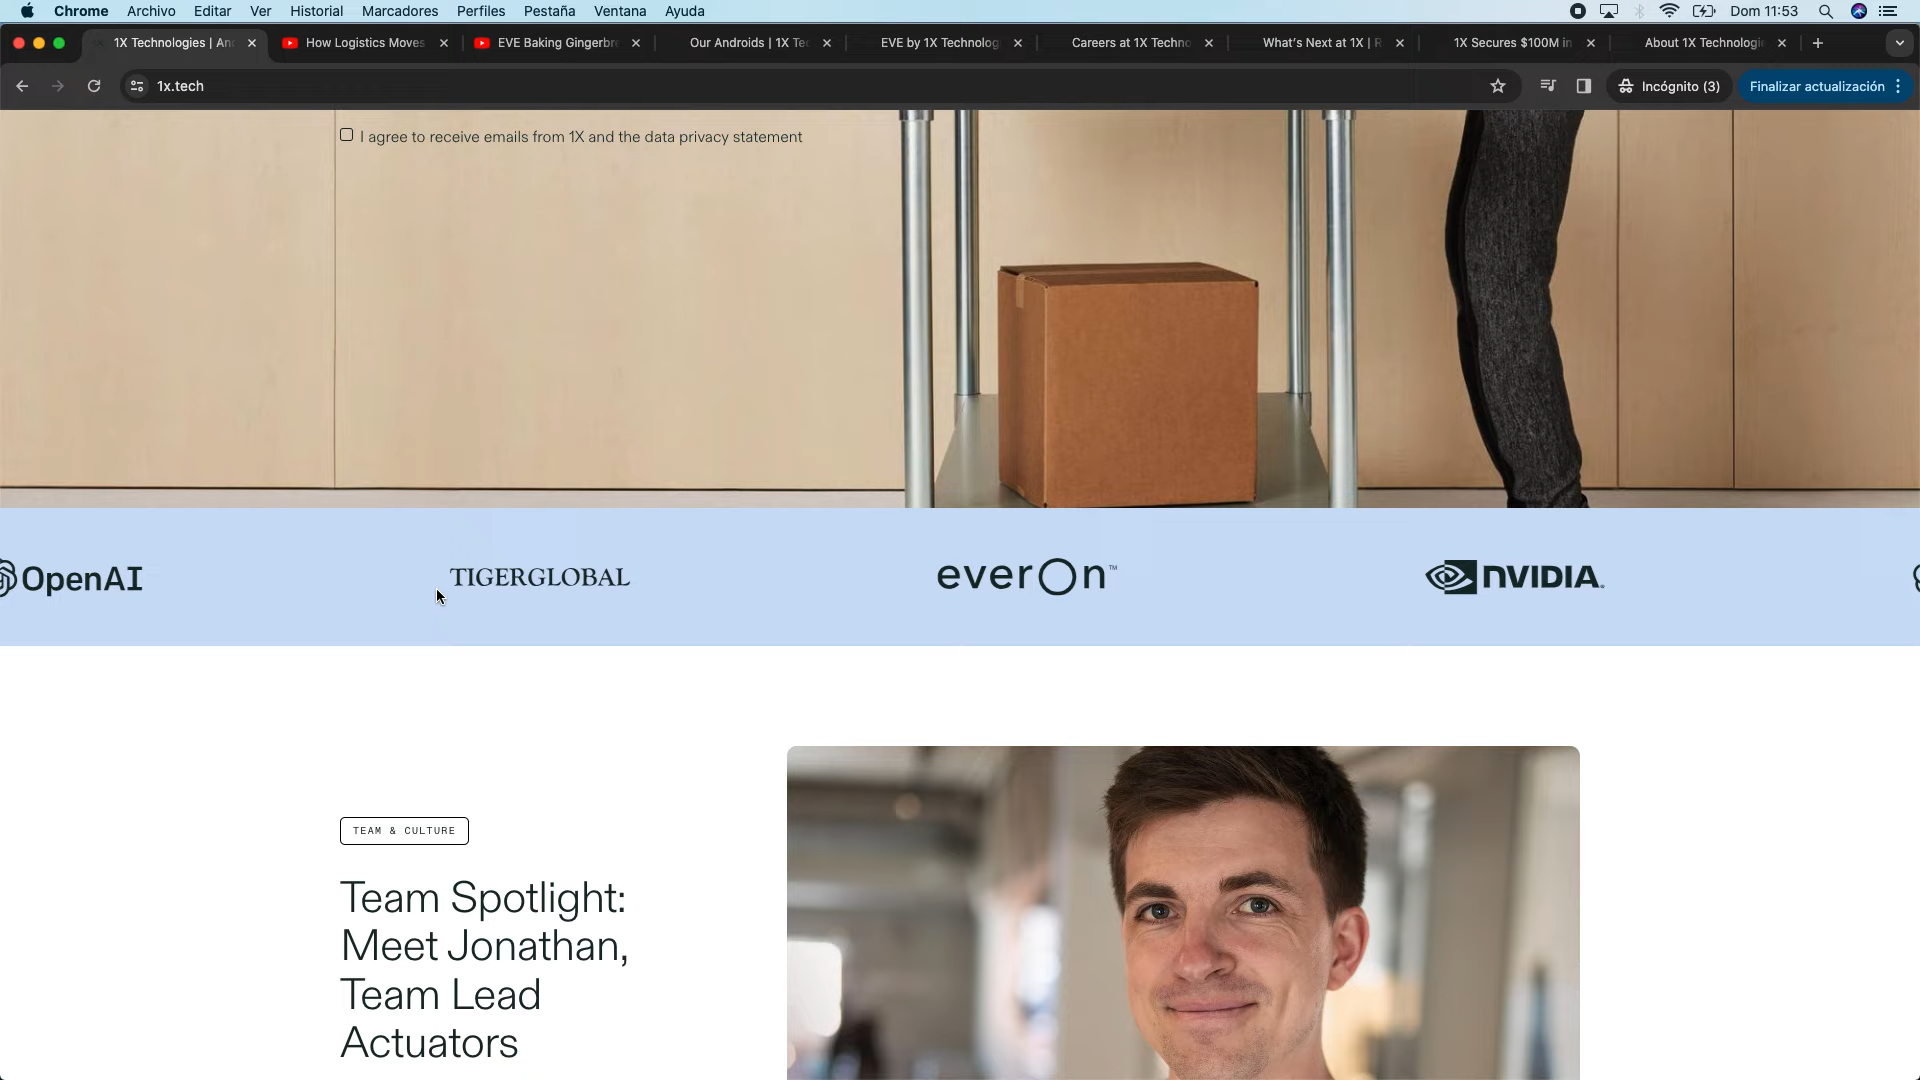 Chrome Archivo Editar Ver Historial Marcadores Perfiles Pestaña Ventana Ayuda Dom 11:53
1X Technologies | An How Logistics Moves EVE Baking Gingerbre Our Androids | 1X Te EVE by 1X Technolog Careers at 1X Techno What's Next at 1X | R 1X Secures $100M in About 1X Technologie
1x.tech Incógnito (3) Finalizar actualización
I agree to receive emails from 1X and the data privacy statement
OpenAI TIGERGLOBAL everOn™ NVIDIA.
TEAM & CULTURE
Team Spotlight:
Meet Jonathan,
Team Lead
Actuators